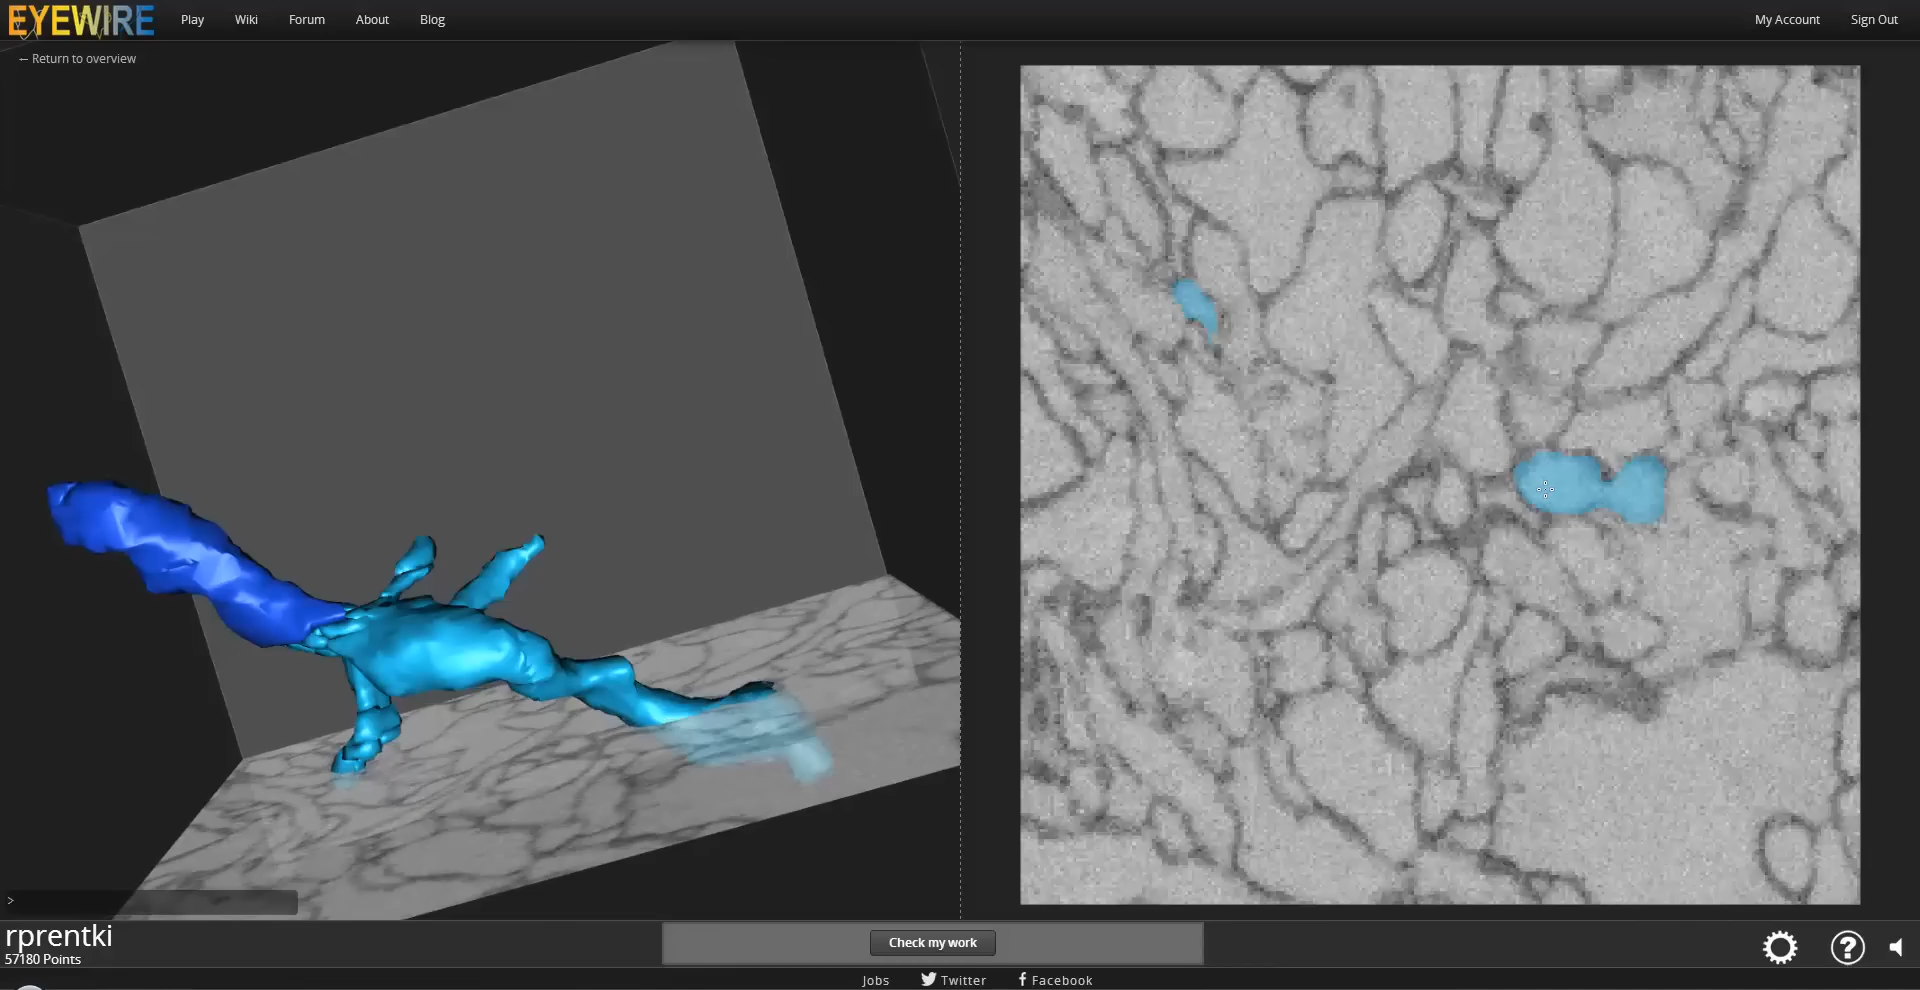 EYEWIRE
Play Wiki Forum About Blog
My Account Sign Out
← Return to overview
>
rprentki
57180 Points
Check my work
?
Jobs Twitter Facebook